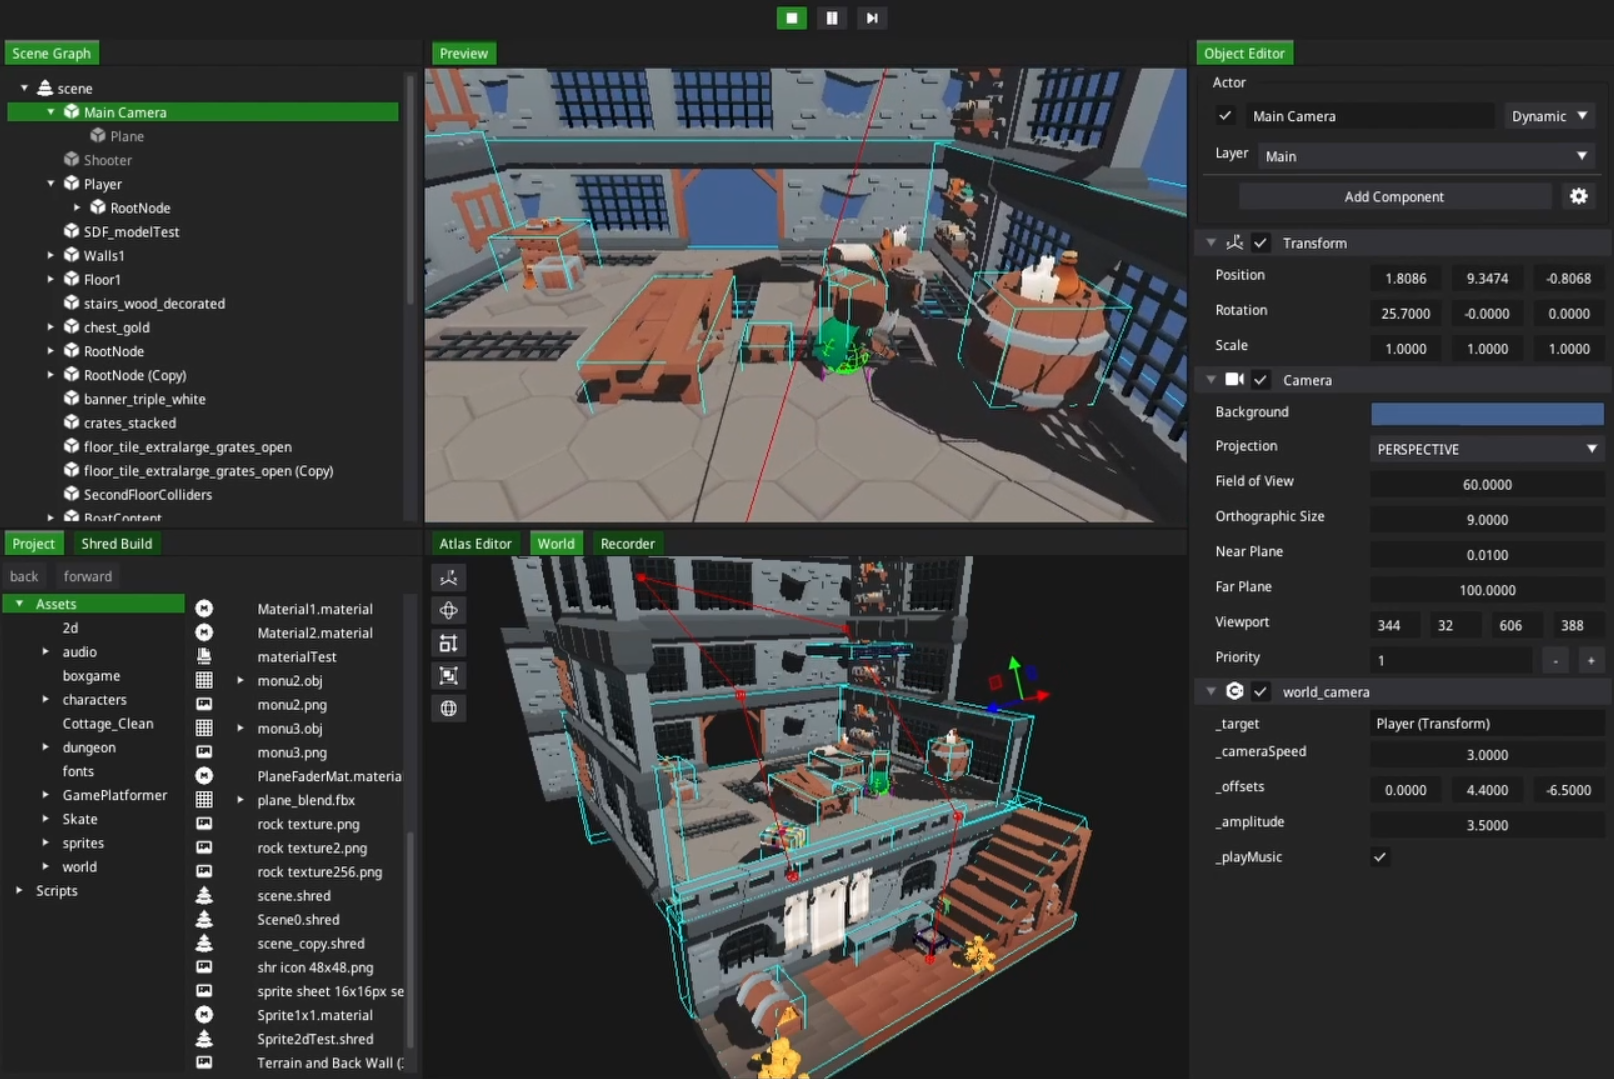 Scene Graph
scene
Main Camera
Plane
Shooter
Player
RootNode
SDF_modelTest
Walls1
Floor1
stairs_wood_decorated
chest_gold
RootNode
RootNode (Copy)
banner_triple_white
crates_stacked
floor_tile_extralarge_grates_open
floor_tile_extralarge_grates_open (Copy)
SecondFloorColliders
BoatContent
Preview
Object Editor
Actor
Main Camera Dynamic
Layer Main
Add Component
Transform
Position 1.8086 9.3474 -0.8068
Rotation 25.7000 -0.0000 0.0000
Scale 1.0000 1.0000 1.0000
Camera
Background
Projection PERSPECTIVE
Field of View 60.0000
Orthographic Size 9.0000
Near Plane 0.0100
Far Plane 100.0000
Viewport 344 32 606 388
Priority 1 - +
world_camera
_target Player (Transform)
_cameraSpeed 3.0000
_offsets 0.0000 4.4000 -6.5000
_amplitude 3.5000
_playMusic
Project Shred Build
back forward
Assets
2d
audio
boxgame
characters
Cottage_Clean
dungeon
fonts
GamePlatformer
Skate
sprites
world
Scripts
Material1.material
Material2.material
materialTest
monu2.obj
monu2.png
monu3.obj
monu3.png
PlaneFaderMat.materia
plane_blend.fbx
rock texture.png
rock texture2.png
rock texture256.png
scene.shred
Scene0.shred
scene_copy.shred
shr icon 48x48.png
sprite sheet 16x16px se
Sprite1x1.material
Sprite2dTest.shred
Terrain and Back Wall (
Atlas Editor World Recorder